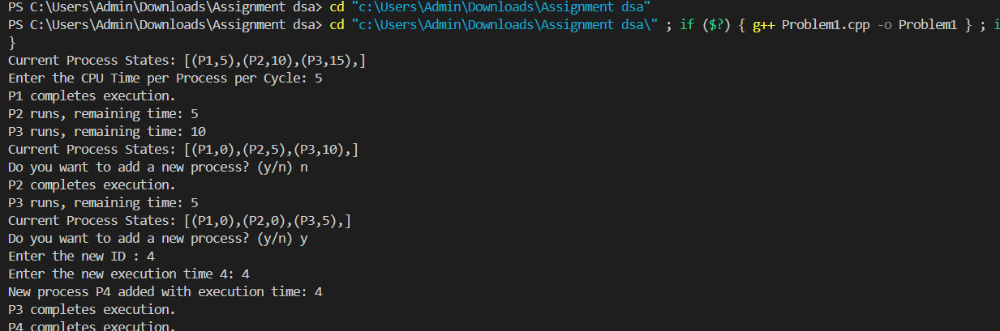 PS C:\Users\Admin\Downloads\Assignment dsa> cd "c:\Users\Admin\Downloads\Assignment dsa"
PS C:\Users\Admin\Downloads\Assignment dsa> cd "c:\Users\Admin\Downloads\Assignment dsa\" ; if ($?) { g++ Problem1.cpp -o Problem1 } ; i
}
Current Process States: [(P1,5),(P2,10),(P3,15),]
Enter the CPU Time per Process per Cycle: 5
P1 completes execution.
P2 runs, remaining time: 5
P3 runs, remaining time: 10
Current Process States: [(P1,0),(P2,5),(P3,10),]
Do you want to add a new process? (y/n) n
P2 completes execution.
P3 runs, remaining time: 5
Current Process States: [(P1,0),(P2,0),(P3,5),]
Do you want to add a new process? (y/n) y
Enter the new ID : 4
Enter the new execution time 4: 4
New process P4 added with execution time: 4
P3 completes execution.
P4 completes execution.